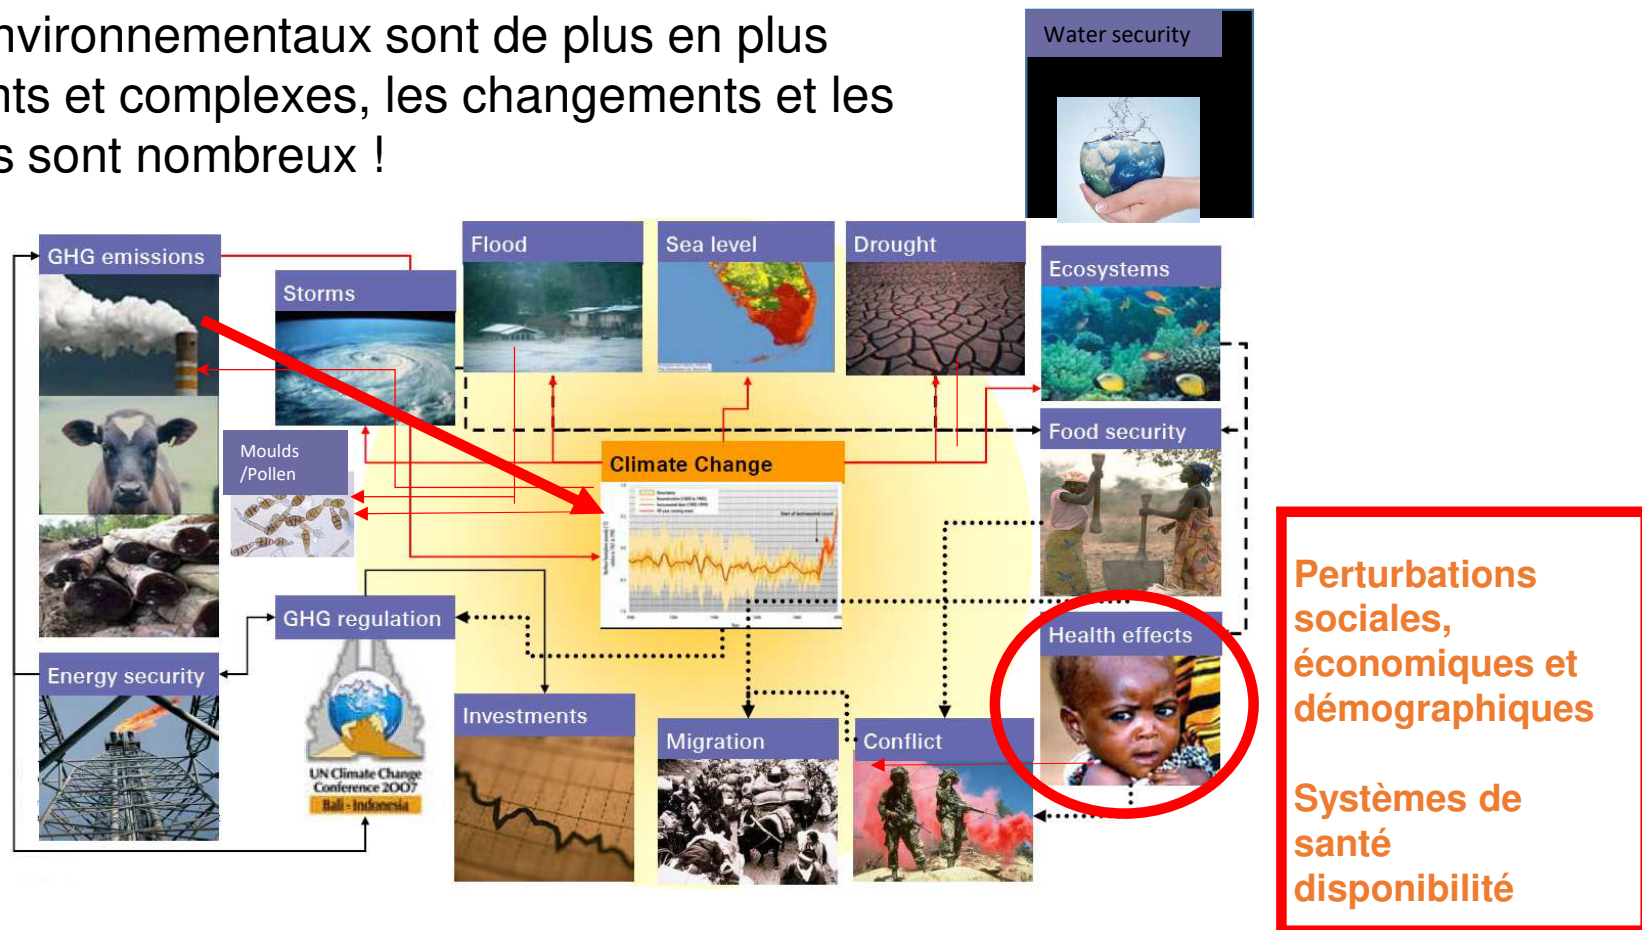 nvironnementaux sont de plus en plus
nts et complexes, les changements et les
s sont nombreux !
Water security
GHG emissions
Storms
Flood
Sea level
Drought
Ecosystems
Moulds
/Pollen
Climate Change
Food security
GHG regulation
Health effects
Energy security
UN Climate Change
Conference 2007
Bali - Indonesia
Investments
Migration
Conflict
Perturbations
sociales,
économiques et
démographiques
Systèmes de
santé
disponibilité